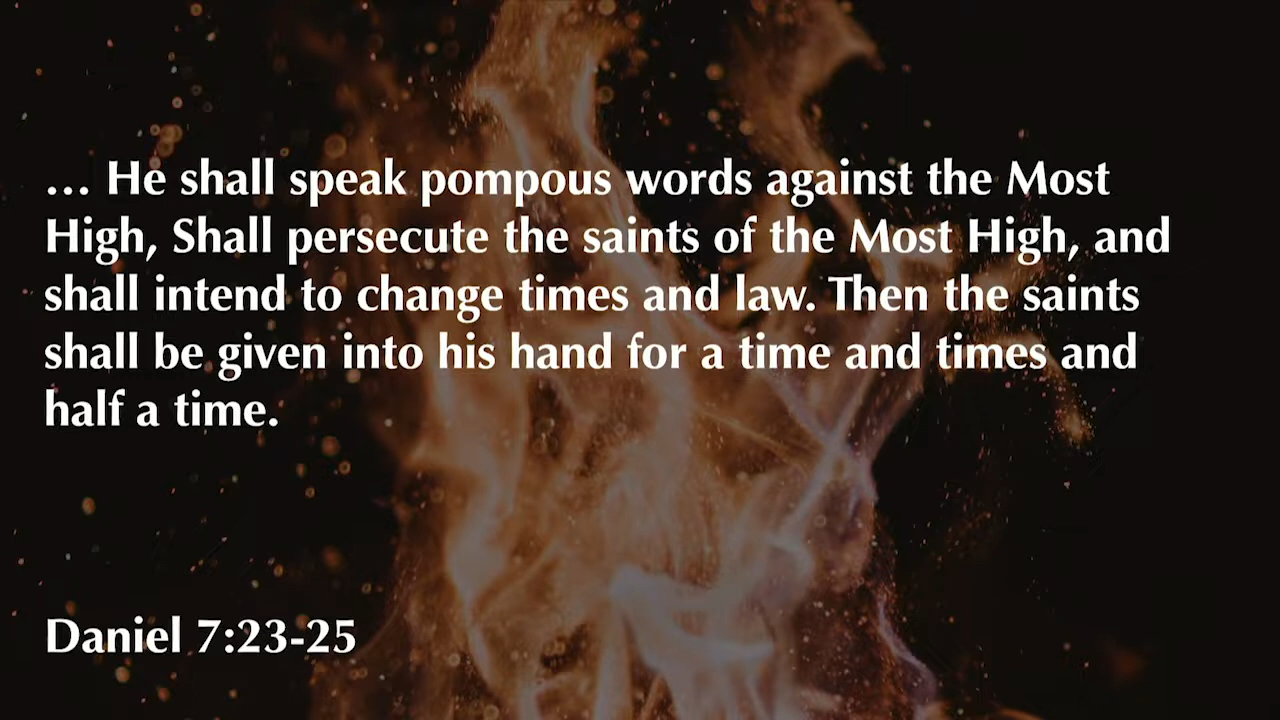 ... He shall speak pompous words against the Most
High, Shall persecute the saints of the Most High, and
shall intend to change times and law. Then the saints
shall be given into his hand for a time and times and
half a time.
Daniel 7:23-25